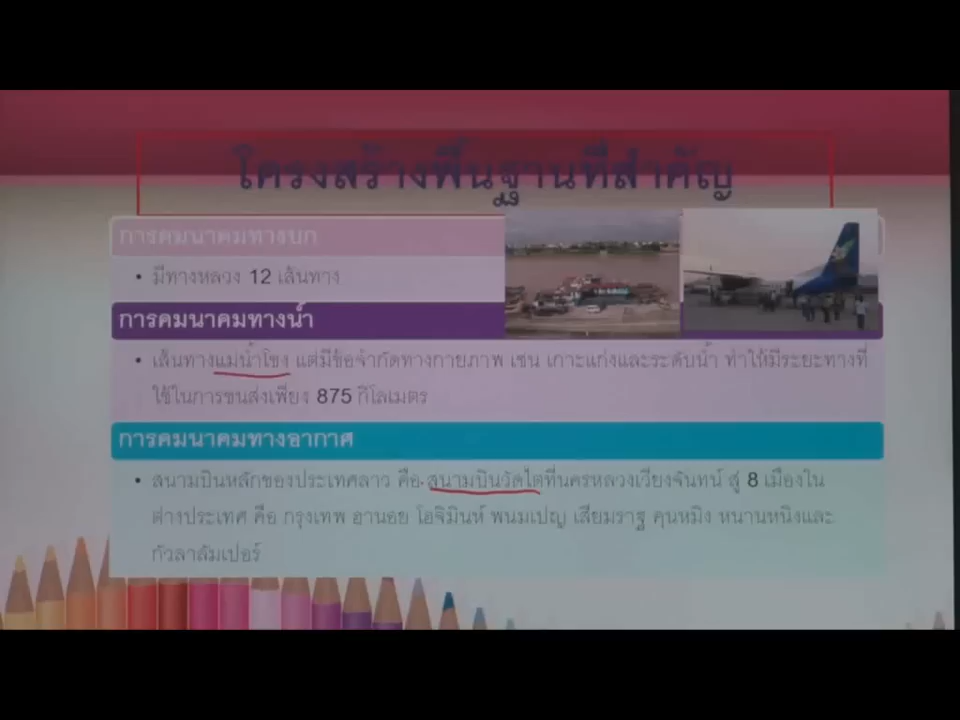 โครงสร้างพื้นฐานที่สำคัญ
การคมนาคมทางบก
• มีทางหลวง 12 เส้นทาง
การคมนาคมทางน้ำ
• เส้นทางแม่น้ำโขง แต่มีข้อจำกัดทางกายภาพ เช่น เกาะแก่งและระดับน้ำ ทำให้มีระยะทางที่
ใช้ในการขนส่งเพียง 875 กิโลเมตร
การคมนาคมทางอากาศ
• สนามบินหลักของประเทศลาว คือ สนามบินวัดไตที่นครหลวงเวียงจันทน์ สู่ 8 เมืองใน
ต่างประเทศ คือ กรุงเทพ ฮานอย โฮจิมินห์ พนมเปญ เสียมราฐ คุนหมิง หนานหนิงและ
กัวลาลัมเปอร์